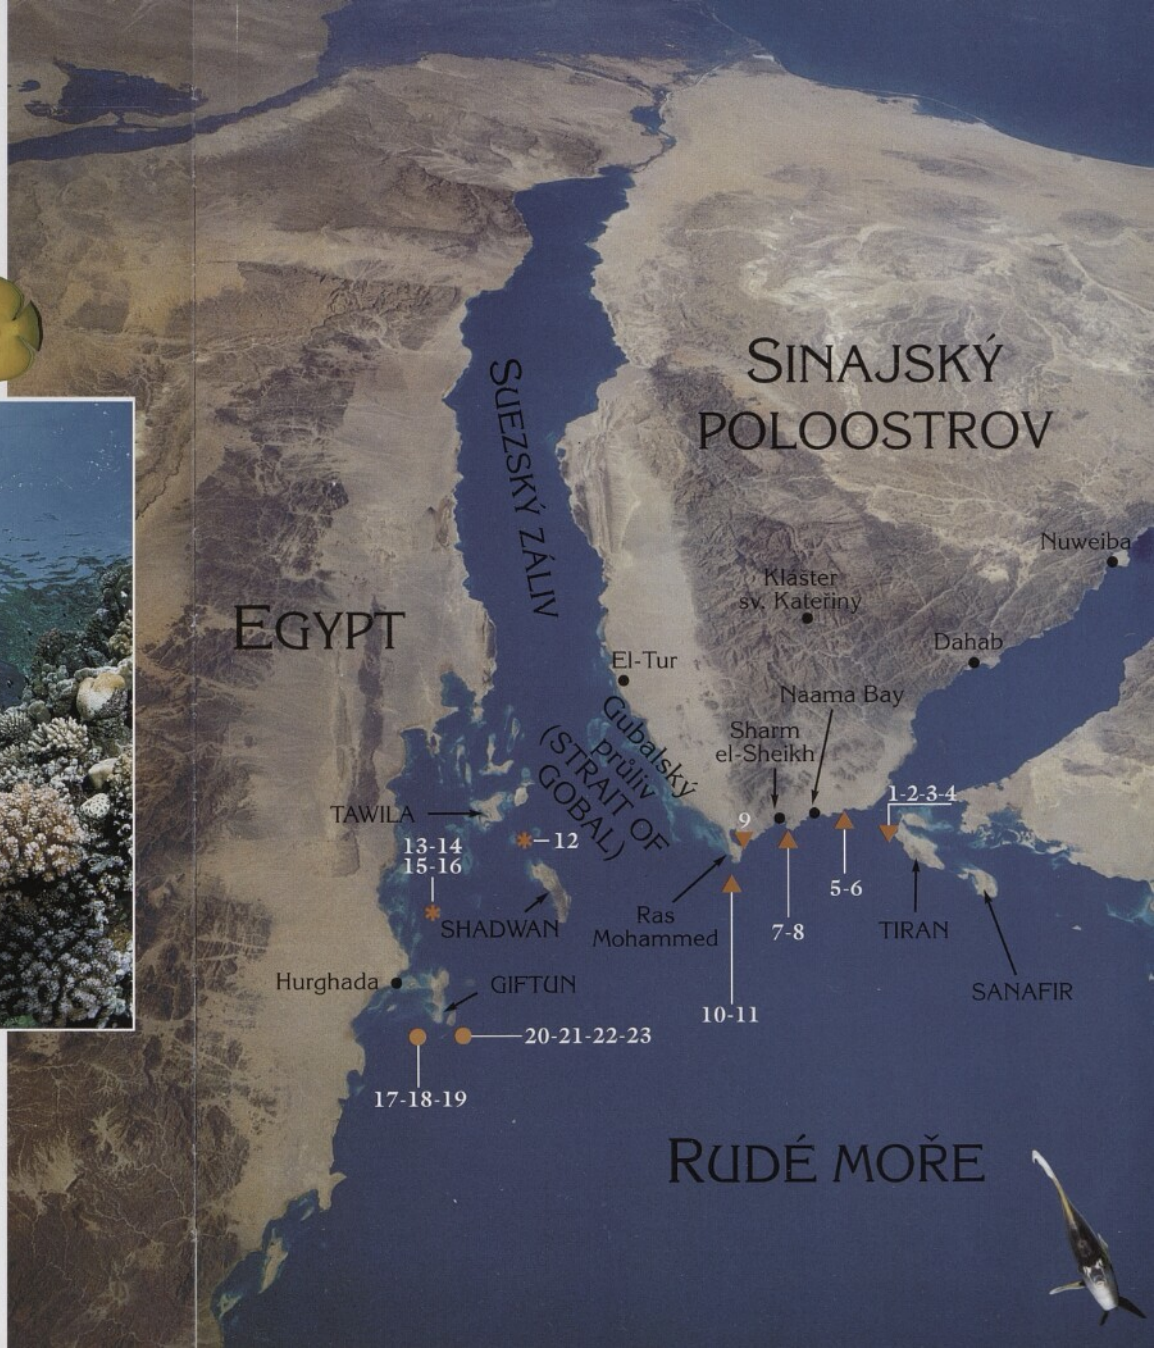 SINAJSKÝ
POLOOSTROV
SUEZSKÝ ZÁLIV
Nuweiba
Klášter
sv. Kateřiny
EGYPT
Dahab
El-Tur
Naama Bay
Gubalský
průliv
(STRAIT OF
GOBAL)
Sharm
el-Sheikh
1-2-3-4
TAWILA
9
12
13-14
15-16
5-6
SHADWAN
Ras
Mohammed
7-8
TIRAN
Hurghada
GIFTUN
SANAFIR
10-11
20-21-22-23
17-18-19
RUDÉ MOŘE